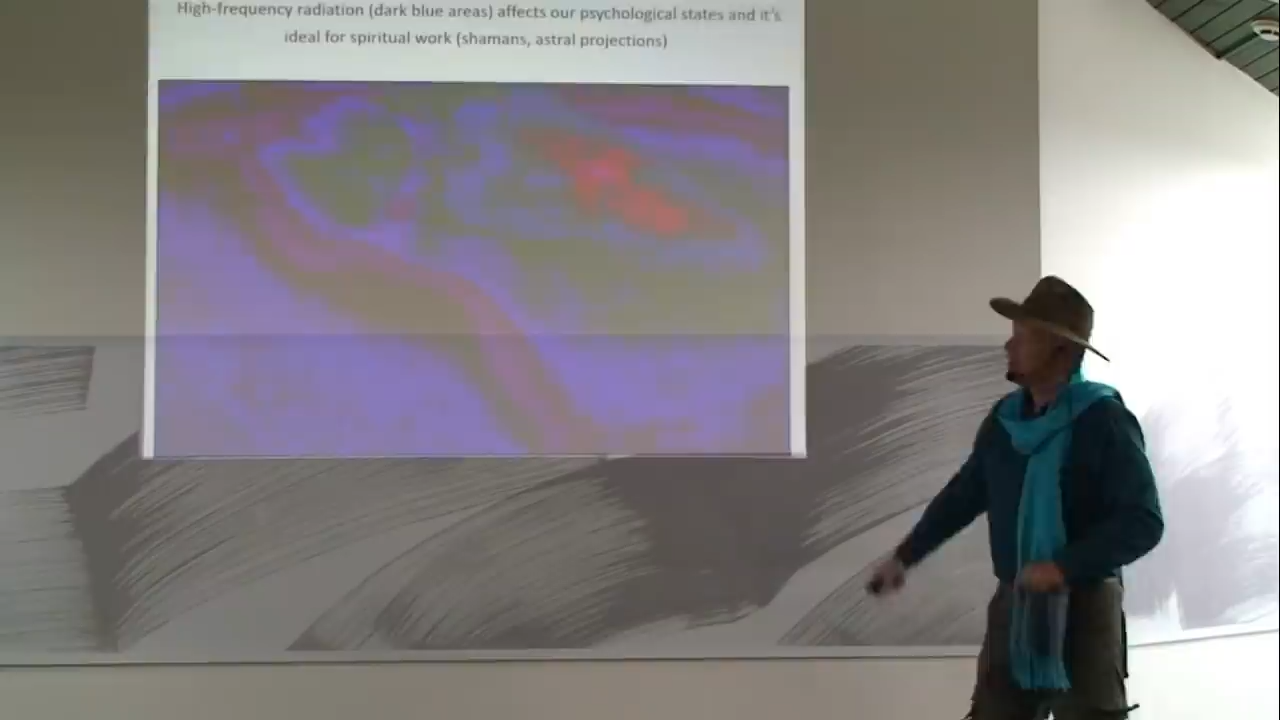 High-frequency radiation (dark blue areas) affects our psychological states and it's
ideal for spiritual work (shamans, astral projections)